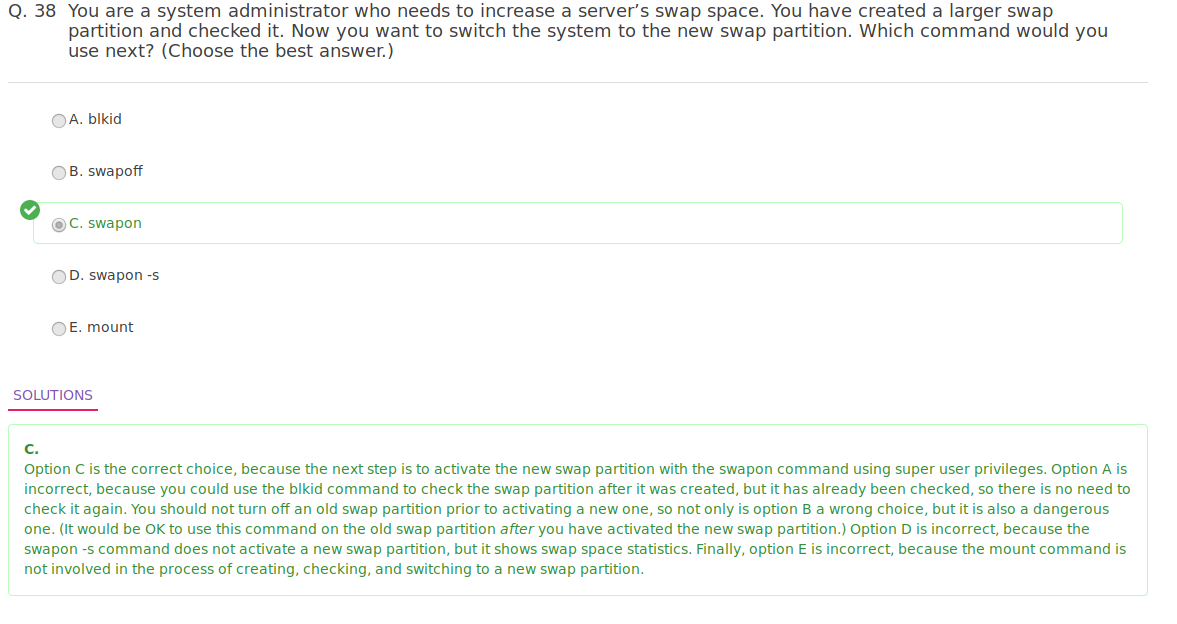 Q. 38 You are a system administrator who needs to increase a server’s swap space. You have created a larger swap
partition and checked it. Now you want to switch the system to the new swap partition. Which command would you
use next? (Choose the best answer.)
A. blkid
B. swapoff
C. swapon
D. swapon -s
E. mount
SOLUTIONS
C.
Option C is the correct choice, because the next step is to activate the new swap partition with the swapon command using super user privileges. Option A is
incorrect, because you could use the blkid command to check the swap partition after it was created, but it has already been checked, so there is no need to
check it again. You should not turn off an old swap partition prior to activating a new one, so not only is option B a wrong choice, but it is also a dangerous
one. (It would be OK to use this command on the old swap partition after you have activated the new swap partition.) Option D is incorrect, because the
swapon -s command does not activate a new swap partition, but it shows swap space statistics. Finally, option E is incorrect, because the mount command is
not involved in the process of creating, checking, and switching to a new swap partition.